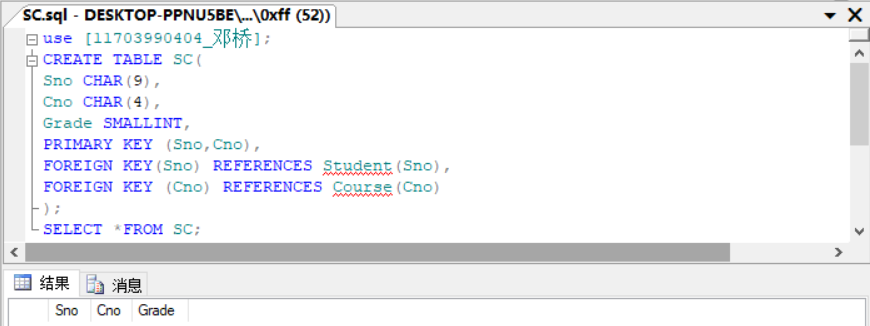 SC.sql - DESKTOP-PPNU5BE\...\0xff (52))
use [11703990404_邓桥];
CREATE TABLE SC(
Sno CHAR(9),
Cno CHAR(4),
Grade SMALLINT,
PRIMARY KEY (Sno,Cno),
FOREIGN KEY(Sno) REFERENCES Student(Sno),
FOREIGN KEY (Cno) REFERENCES Course(Cno)
);
SELECT *FROM SC;
结果 消息
Sno Cno Grade